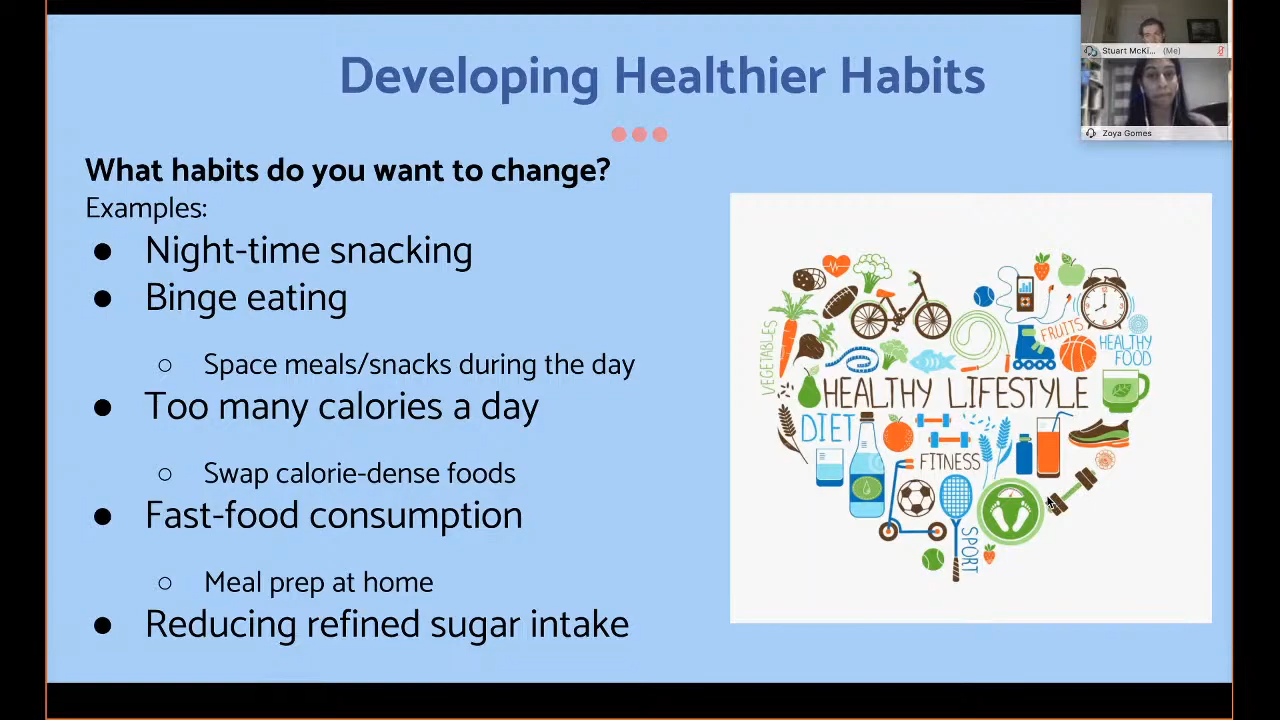 Developing Healthier Habits
Stuart McKi... (Me)
Zoya Gomes
What habits do you want to change?
Examples:
● Night-time snacking
● Binge eating
○ Space meals/snacks during the day
● Too many calories a day
○ Swap calorie-dense foods
● Fast-food consumption
○ Meal prep at home
● Reducing refined sugar intake
VEGETABLES
FRUITS
HEALTHY
FOOD
HEALTHY LIFESTYLE
DIET
FITNESS
SPORT